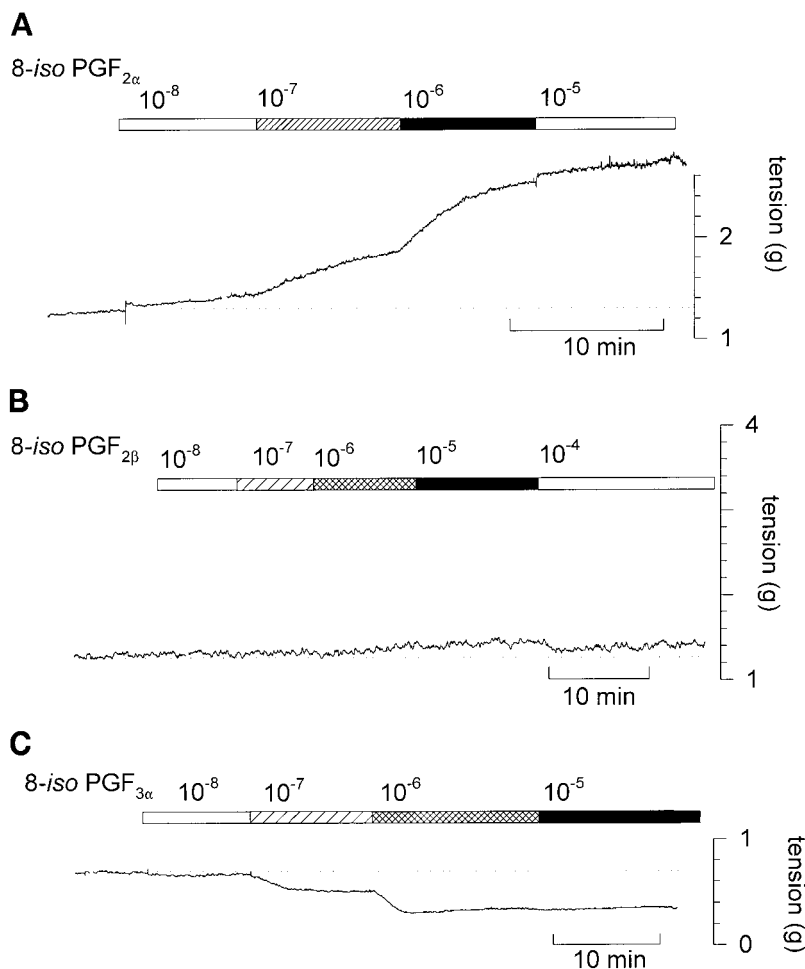 A
8-iso PGF2α
10-8 10-7 10-6 10-5
tension (g)
2
1
10 min
B
8-iso PGF2β
10-8 10-7 10-6 10-5 10-4
4
tension (g)
1
10 min
C
8-iso PGF3α
10-8 10-7 10-6 10-5
1
tension (g)
0
10 min